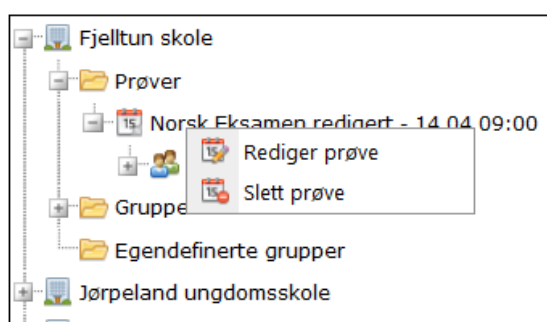 Fjelltun skole
Prøver
Norsk Eksamen redigert - 14.04 09:00
Rediger prøve
Slett prøve
Gruppe
Egendefinerte grupper
Jørpeland ungdomsskole